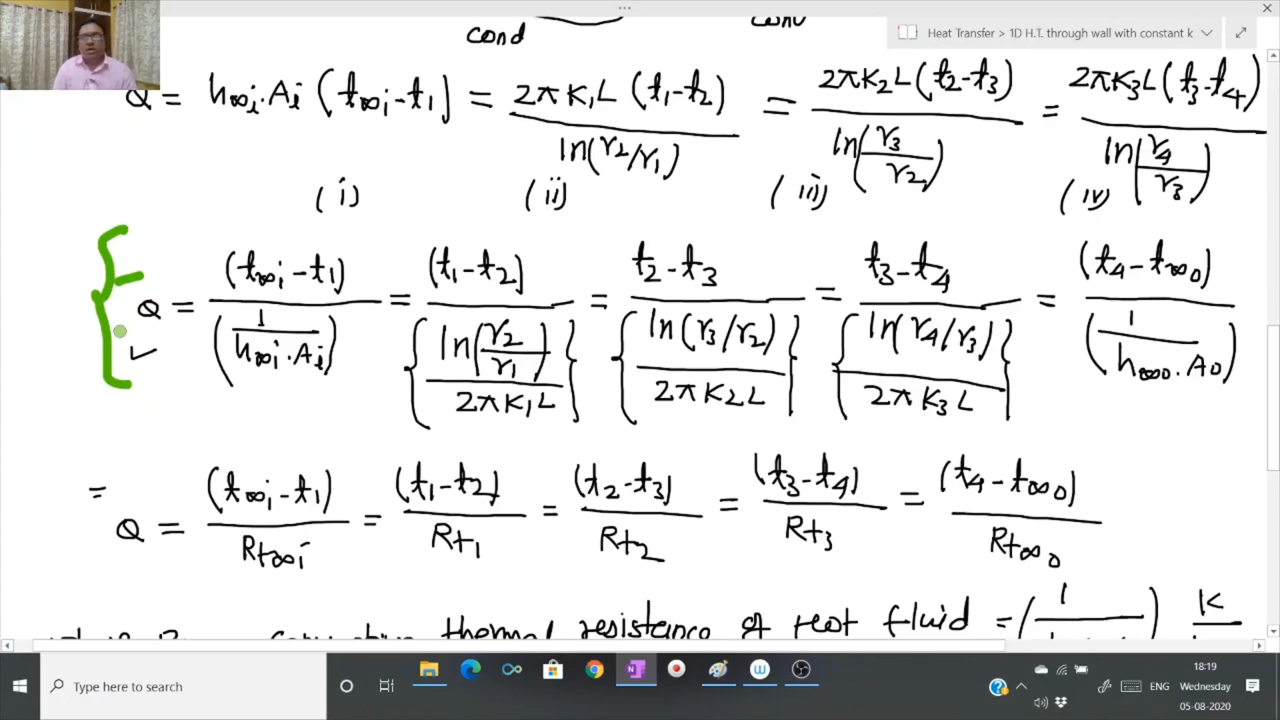 cond
conv
Heat Transfer > 1D H.T. through wall with constant k
Q = h∞i.Ai (t∞i-t1) = 2πK1L (t1-t2) / ln(r2/r1) = 2πK2L (t2-t3) / ln(r3/r2) = 2πK3L (t3-t4) / ln(r4/r3)
(i) (ii) (iii) (iv)
Q = (t∞i-t1) / (1/h∞i.Ai) = (t1-t2) / {ln(r2/r1) / 2πK1L} = t2-t3 / {ln(r3/r2) / 2πK2L} = t3-t4 / {ln(r4/r3) / 2πK3L} = (t4-t∞o) / (1/h∞o.Ao)
= Q = (t∞i-t1) / Rt∞i = (t1-t2) / Rt1 = (t2-t3) / Rt2 = (t3-t4) / Rt3 = (t4-t∞o) / Rt∞o
thermal resistance of hot fluid = (1 K
Type here to search
ENG
18:19
Wednesday
05-08-2020